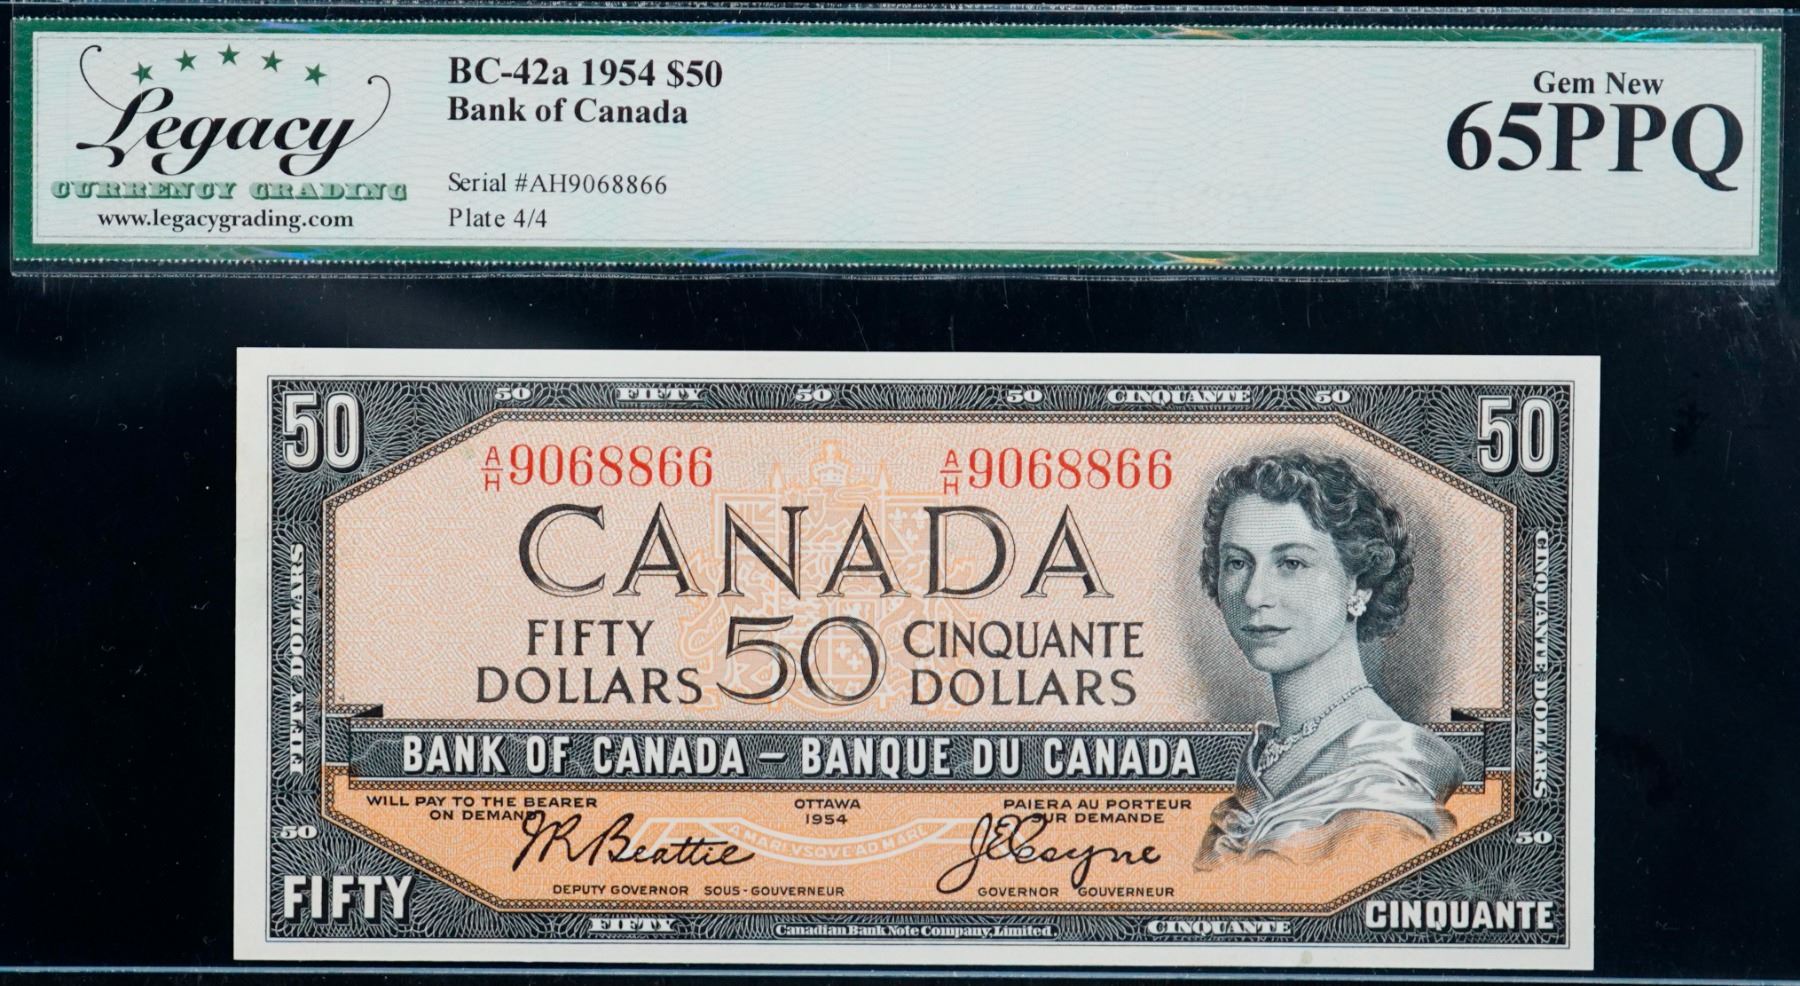 Legacy
CURRENCY GRADING
www.legacygrading.com
BC-42a 1954 $50
Bank of Canada
Serial #AH9068866
Plate 4/4
Gem New
65PPQ
50 FIFTY 50 50 CINQUANTE 50
50 50
A/H 9068866 A/H 9068866
CANADA
FIFTY DOLLARS
50
CINQUANTE DOLLARS
FIFTY DOLLARS
CINQUANTE DOLLARS
BANK OF CANADA – BANQUE DU CANADA
WILL PAY TO THE BEARER
ON DEMAND
OTTAWA
1954
PAIERA AU PORTEUR
SUR DEMANDE
JR Beattie
A MARI VSQVE AD MARE
J E Coyne
DEPUTY GOVERNOR SOUS-GOUVERNEUR
GOVERNOR GOUVERNEUR
50 50
FIFTY
CINQUANTE
FIFTY
Canadian Bank Note Company, Limited.
CINQUANTE